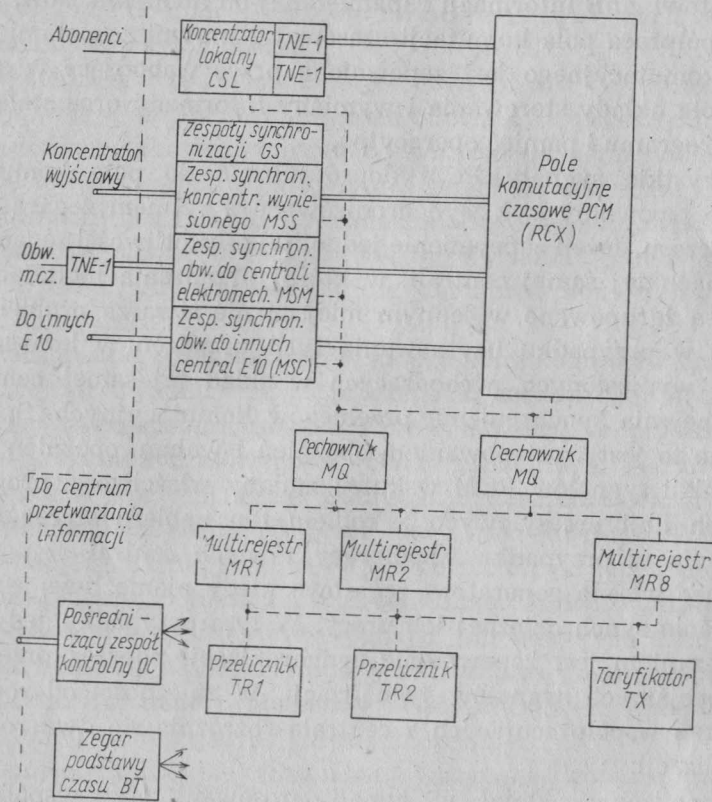 Abonenci
Koncentrator
lokalny
CSL
TNE-1
TNE-1
Zespoły synchro-
nizacji GS
Koncentrator
wyjściowy
Zesp. synchron.
koncentr. wynie-
sionego MSS
Obw.
m.cz.
TNE-1
Zesp. synchron.
obw. do centrali
elektromech. MSM
Do innych
E10
Zesp. synchron.
obw. do innych
central E10 (MSC)
Pole
komutacyjne
czasowe PCM
(RCX)
Cechownik
MQ
Cechownik
MQ
Do centrum
przetwarzania
informacji
Multirejestr
MR1
Multirejestr
MR2
Multirejestr
MR8
Pośredni
czący zespół
kontrolny OC
Przelicznik
TR1
Przelicznik
TR2
Taryfikator
TX
Zegar
podstawy
czasu BT